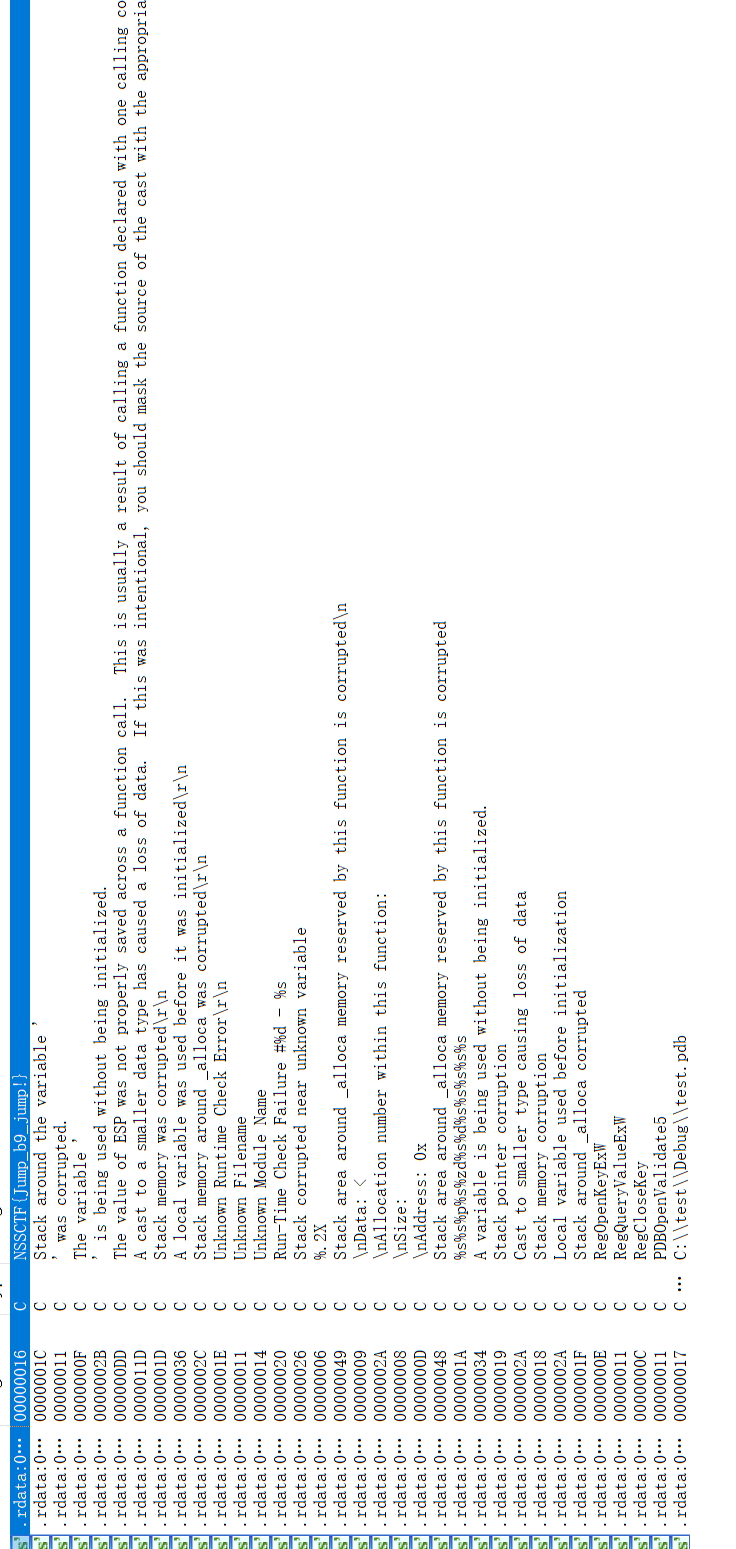 .rdata:0… 00000016 C NSSCTF{Jump_b9_jump!}
.rdata:0… 0000001C C Stack around the variable '
.rdata:0… 00000011 C ' was corrupted.
.rdata:0… 0000000F C The variable '
.rdata:0… 0000002B C ' is being used without being initialized.
.rdata:0… 000000DD C The value of ESP was not properly saved across a function call.  This is usually a result of calling a function declared with one calling co
.rdata:0… 0000011D C A cast to a smaller data type has caused a loss of data.  If this was intentional, you should mask the source of the cast with the appropria
.rdata:0… 0000001D C Stack memory was corrupted\r\n
.rdata:0… 00000036 C A local variable was used before it was initialized\r\n
.rdata:0… 0000002C C Stack memory around _alloca was corrupted\r\n
.rdata:0… 0000001E C Unknown Runtime Check Error\r\n
.rdata:0… 00000011 C Unknown Filename
.rdata:0… 00000014 C Unknown Module Name
.rdata:0… 00000020 C Run-Time Check Failure #%d - %s
.rdata:0… 00000026 C Stack corrupted near unknown variable
.rdata:0… 00000006 C %.2X
.rdata:0… 00000049 C Stack area around _alloca memory reserved by this function is corrupted\n
.rdata:0… 00000009 C \nData: <
.rdata:0… 0000002A C \nAllocation number within this function:
.rdata:0… 00000008 C \nSize:
.rdata:0… 0000000D C \nAddress: 0x
.rdata:0… 00000048 C Stack area around _alloca memory reserved by this function is corrupted
.rdata:0… 0000001A C %s%s%p%s%zd%s%d%s%s%s%s%s
.rdata:0… 00000034 C A variable is being used without being initialized.
.rdata:0… 00000019 C Stack pointer corruption
.rdata:0… 0000002A C Cast to smaller type causing loss of data
.rdata:0… 00000018 C Stack memory corruption
.rdata:0… 0000002A C Local variable used before initialization
.rdata:0… 0000001F C Stack around _alloca corrupted
.rdata:0… 0000000E C RegOpenKeyExW
.rdata:0… 00000011 C RegQueryValueExW
.rdata:0… 0000000C C RegCloseKey
.rdata:0… 00000011 C PDBOpenValidate5
.rdata:0… 00000017 C … C:\\test\\Debug\\test.pdb